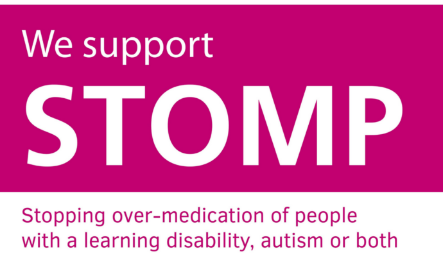 We support
STOMP
Stopping over-medication of people
with a learning disability, autism or both